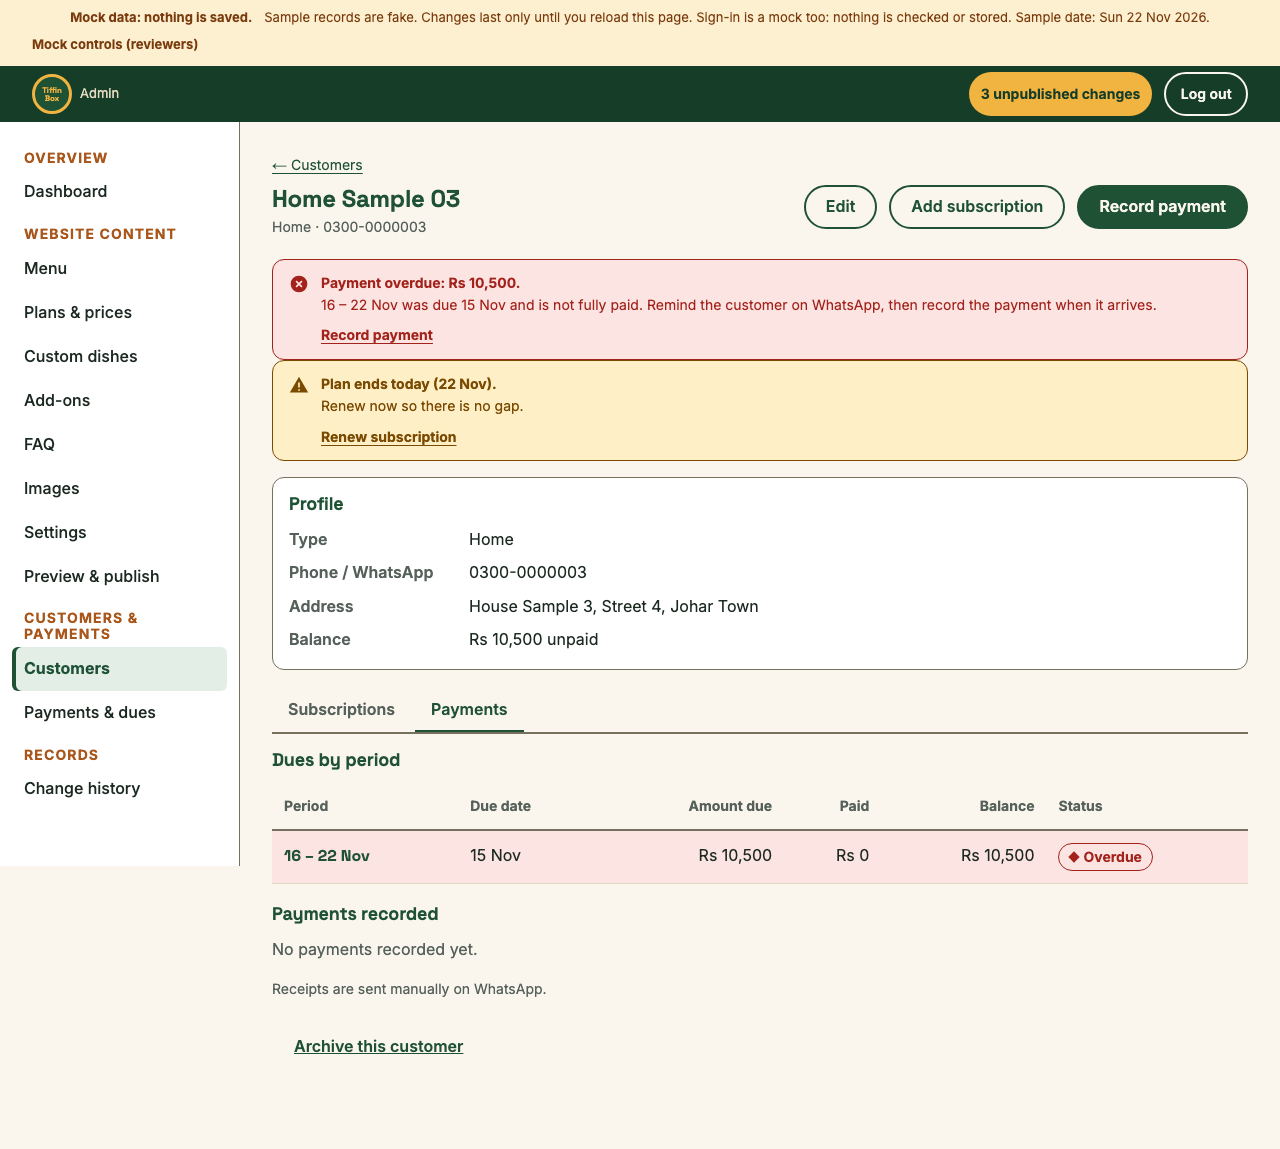 Mock data: nothing is saved. Sample records are fake. Changes last only until you reload this page. Sign-in is a mock too: nothing is checked or stored. Sample date: Sun 22 Nov 2026.
Mock controls (reviewers)
Tiffin
Box
Admin
3 unpublished changes
Log out
OVERVIEW
Dashboard
WEBSITE CONTENT
Menu
Plans & prices
Custom dishes
Add-ons
FAQ
Images
Settings
Preview & publish
CUSTOMERS &
PAYMENTS
Customers
Payments & dues
RECORDS
Change history
← Customers
Home Sample 03
Home · 0300-0000003
Edit
Add subscription
Record payment
Payment overdue: Rs 10,500.
16 – 22 Nov was due 15 Nov and is not fully paid. Remind the customer on WhatsApp, then record the payment when it arrives.
Record payment
Plan ends today (22 Nov).
Renew now so there is no gap.
Renew subscription
Profile
Type Home
Phone / WhatsApp 0300-0000003
Address House Sample 3, Street 4, Johar Town
Balance Rs 10,500 unpaid
Subscriptions Payments
Dues by period
Period Due date Amount due Paid Balance Status
16 – 22 Nov 15 Nov Rs 10,500 Rs 0 Rs 10,500 ◆ Overdue
Payments recorded
No payments recorded yet.
Receipts are sent manually on WhatsApp.
Archive this customer